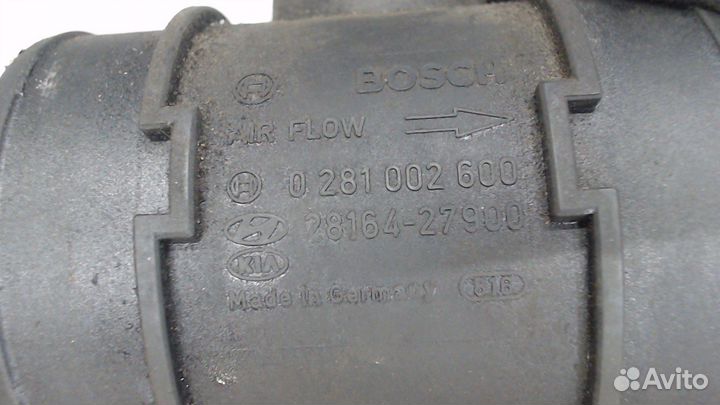 BOSCH
AIR FLOW
0 281 002 600
28164-27900
KIA
Made in Germany
Avito